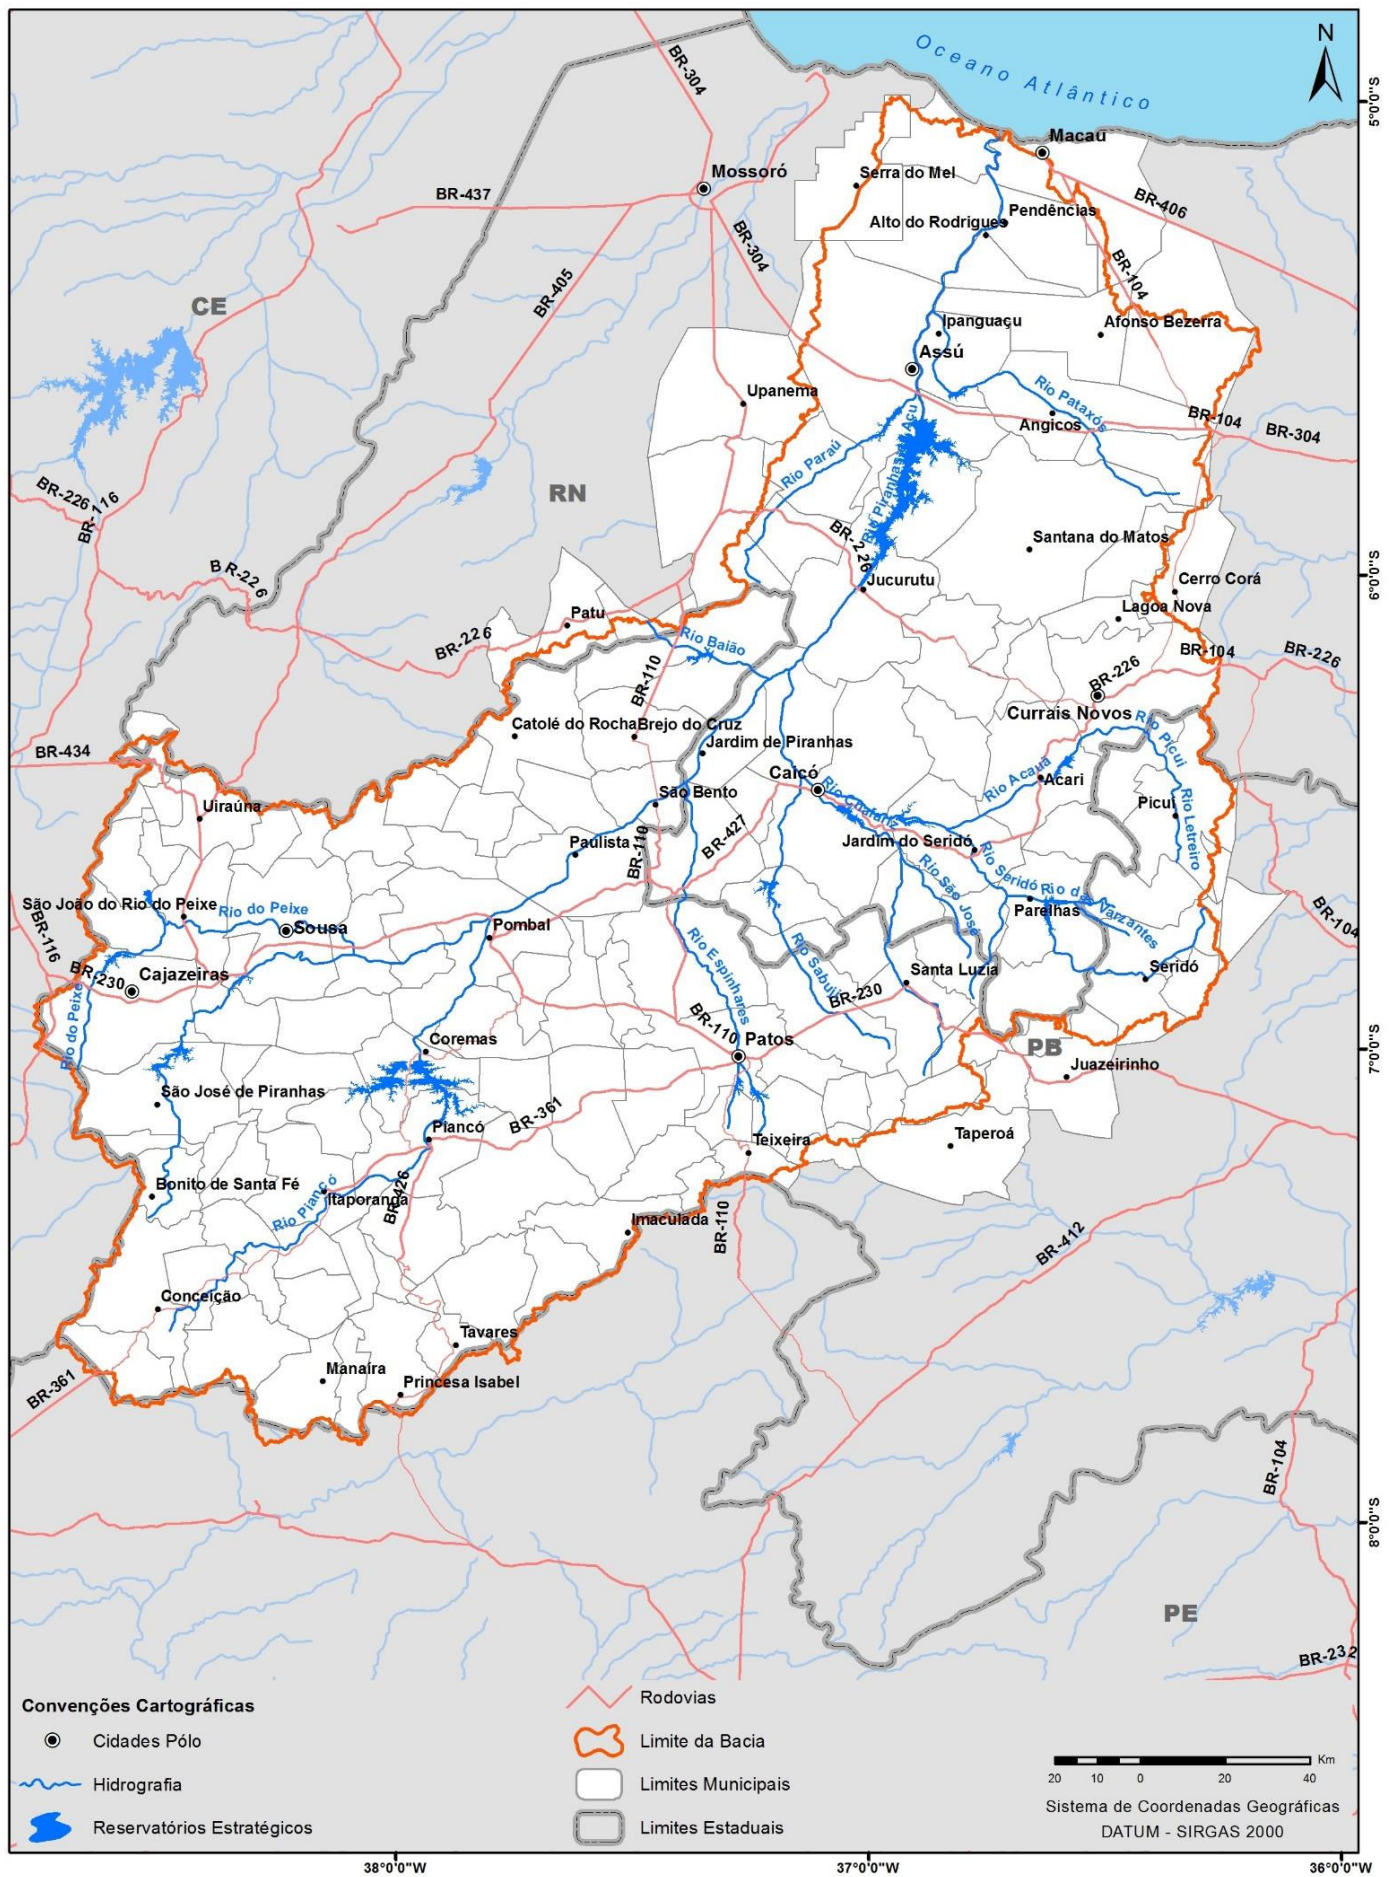 N
Oceano Atlântico
5°0'0"S
BR-304
Macau
Mossoró
Serra do Mel
BR-437
BR-406
Pendências
Alto do Rodrigues
BR-304
BR-104
BR-405
CE
Ipanguaçu
Afonso Bezerra
Assú
Upanema
Rio Pataxós
BR-104
Angicos
BR-304
Rio Paraú
Rio Piranhas Açu
RN
BR-226
BR-116
BR-226
Santana do Matos
6°0'0"S
BR-226
Jucurutu
Cerro Corá
Lagoa Nova
Patu
BR-226
Rio Baião
BR-104
BR-226
BR-110
BR-226
Currais Novos
Catolé do Rocha
Brejo do Cruz
Rio Picuí
BR-434
Jardim de Piranhas
Caicó
Rio Acauã
Acari
São Bento
Uiraúna
Picuí
Rio Letreiro
BR-427
Paulista
BR-110
Jardim do Seridó
Rio Seridó
Rio São José
Rio das Varzantes
São João do Rio do Peixe
Rio do Peixe
Parelhas
BR-104
BR-116
Sousa
Pombal
Rio Espinhares
Rio Sabuji
BR-230
Cajazeiras
Santa Luzia
Seridó
BR-230
Rio do Peixe
BR-110
Patos
Coremas
PB
7°0'0"S
Juazeirinho
São José de Piranhas
BR-361
Piancó
Teixeira
Taperoá
Bonito de Santa Fé
Itaporanga
Rio Piancó
BR-426
Imaculada
BR-110
BR-412
Conceição
Tavares
Manaíra
Princesa Isabel
BR-361
BR-104
8°0'0"S
PE
BR-232
Convenções Cartográficas
Cidades Pólo
Hidrografia
Reservatórios Estratégicos
Rodovias
Limite da Bacia
Limites Municipais
Limites Estaduais
Km
20 10 0 20 40
Sistema de Coordenadas Geográficas
DATUM - SIRGAS 2000
38°0'0"W
37°0'0"W
36°0'0"W